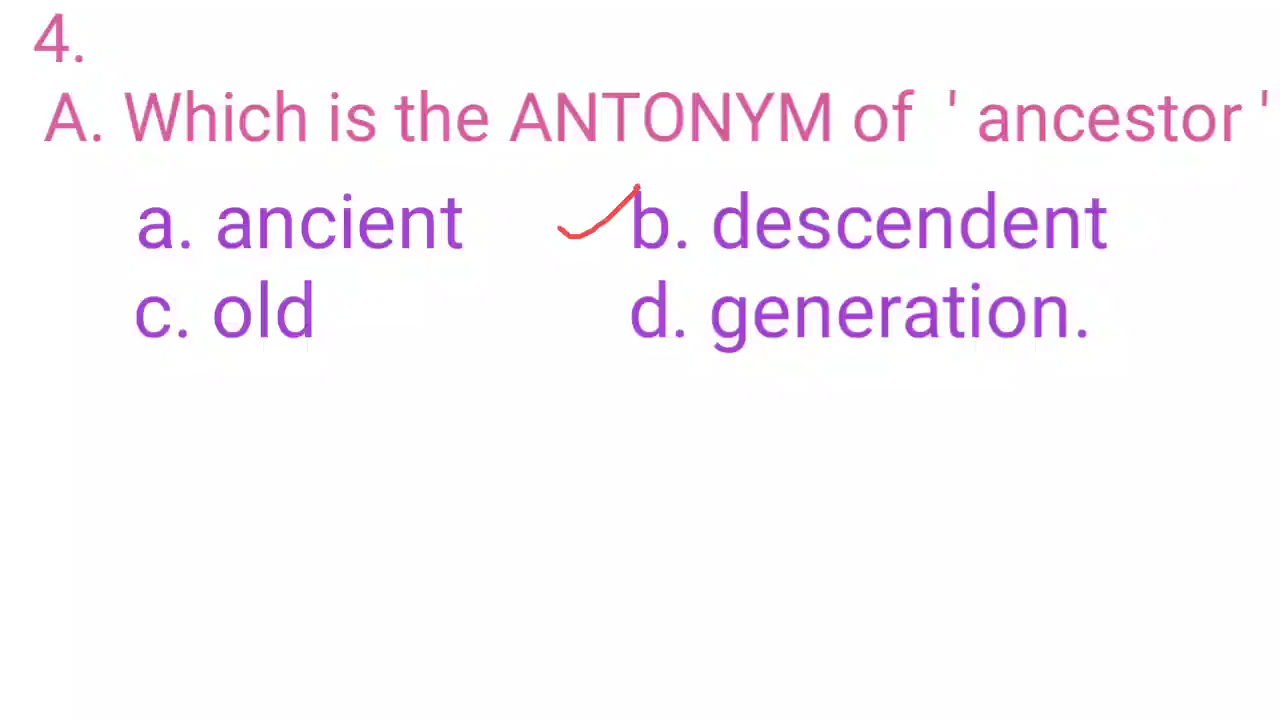 4.
A. Which is the ANTONYM of ' ancestor '
a. ancient b. descendent
c. old d. generation.